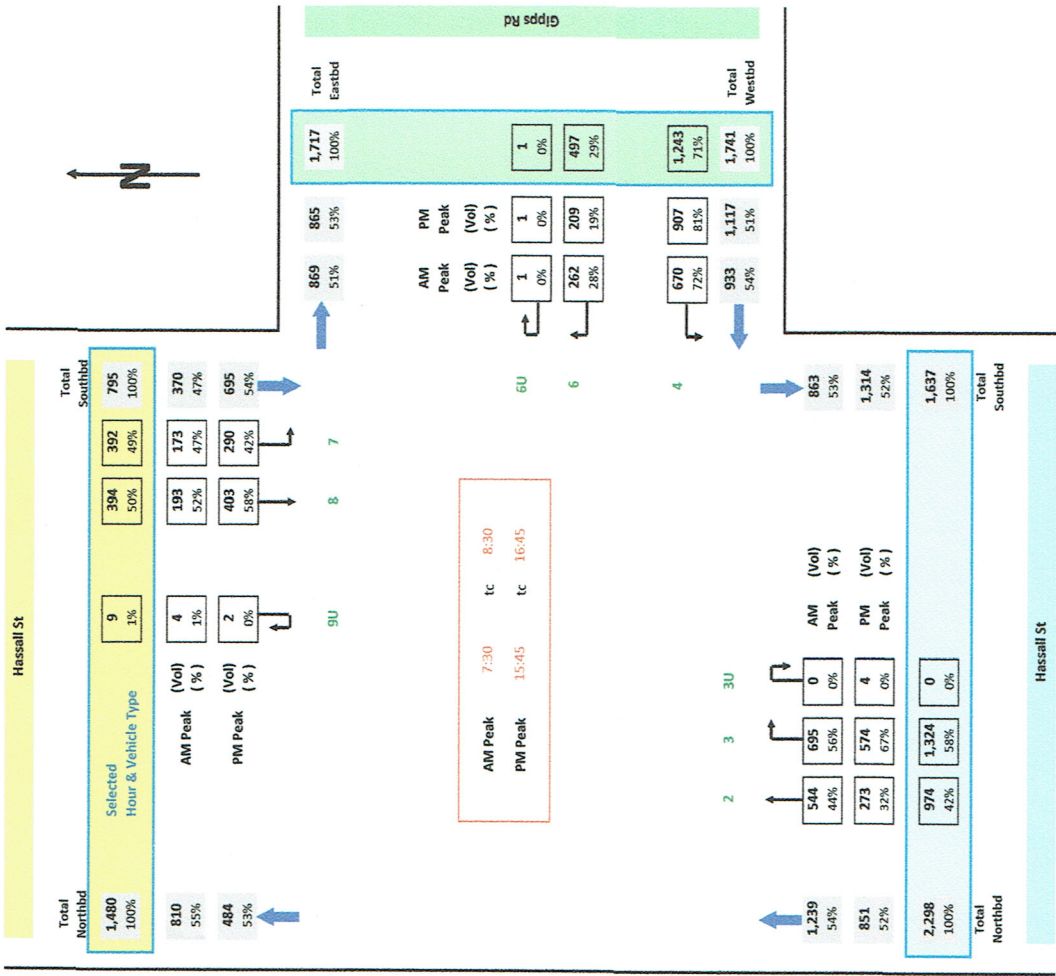 Hassall St
Total
Northbd
Total
Southbd
1,480
100%
Selected
Hour & Vehicle Type
9
1%
394
50%
392
49%
795
100%
810
55%
AM Peak
(Vol)
( % )
4
1%
193
52%
173
47%
370
47%
484
53%
PM Peak
(Vol)
( % )
2
0%
403
58%
290
42%
695
54%
9U
8
7
N
869
51%
865
53%
1,717
100%
Total
Eastbd
AM
Peak
(Vol)
( % )
PM
Peak
(Vol)
( % )
6U
1
0%
1
0%
1
0%
6
262
28%
209
19%
497
29%
4
670
72%
907
81%
1,243
71%
933
54%
1,117
51%
1,741
100%
Total
Westbd
Gipps Rd
AM Peak 7:30 tc 8:30
PM Peak 15:45 tc 16:45
2
3
3U
1,239
54%
544
44%
695
56%
0
0%
AM
Peak
(Vol)
( % )
863
53%
851
52%
273
32%
574
67%
4
0%
PM
Peak
(Vol)
( % )
1,314
52%
2,298
100%
974
42%
1,324
58%
0
0%
1,637
100%
Total
Northbd
Total
Southbd
Hassall St